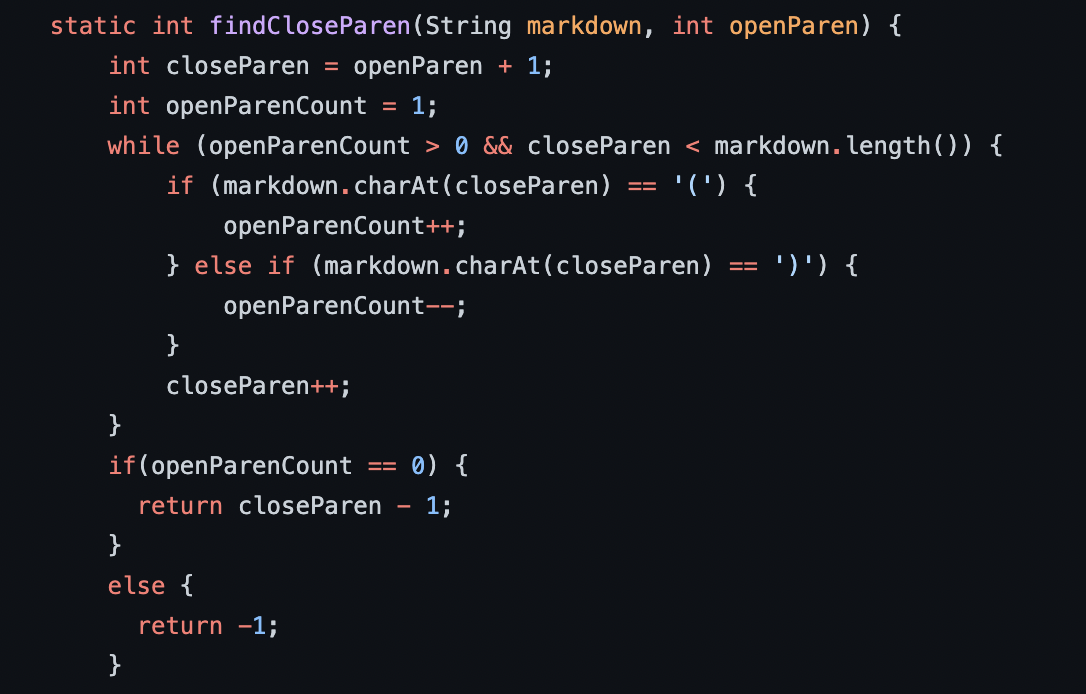 static int findCloseParen(String markdown, int openParen) {
    int closeParen = openParen + 1;
    int openParenCount = 1;
    while (openParenCount > 0 && closeParen < markdown.length()) {
        if (markdown.charAt(closeParen) == '(') {
            openParenCount++;
        } else if (markdown.charAt(closeParen) == ')') {
            openParenCount--;
        }
        closeParen++;
    }
    if(openParenCount == 0) {
      return closeParen - 1;
    }
    else {
      return -1;
    }